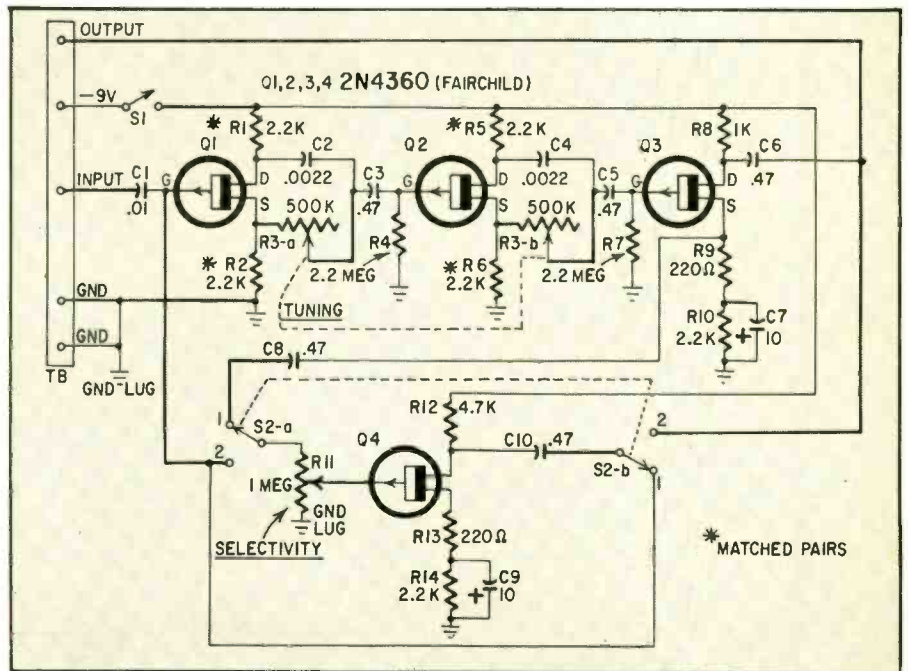 OUTPUT
Q1,2,3,4 2N4360 (FAIRCHILD)
-9V
S1
* R1 2.2K
* R5 2.2K
R8 1K
Q1
C2 .0022
Q2
C4 .0022
Q3
C6 .47
INPUT
C1 .01
G
D
S
C3 .47
G
D
S
C5 .47
G
D
S
500K
R3-a
R4
500K
R3-b
R7
R9 220Ω
* R2 2.2K
2.2 MEG
* R6 2.2K
2.2 MEG
R10 2.2K
+ C7 10
GND
TUNING
GND
TB
GND LUG
C8 .47
R12 4.7K
1
S2-a
2
Q4
C10 .47
2
S2-b
1
R11 1 MEG
GND LUG
SELECTIVITY
R13 220Ω
* MATCHED PAIRS
R14 2.2K
+ C9 10